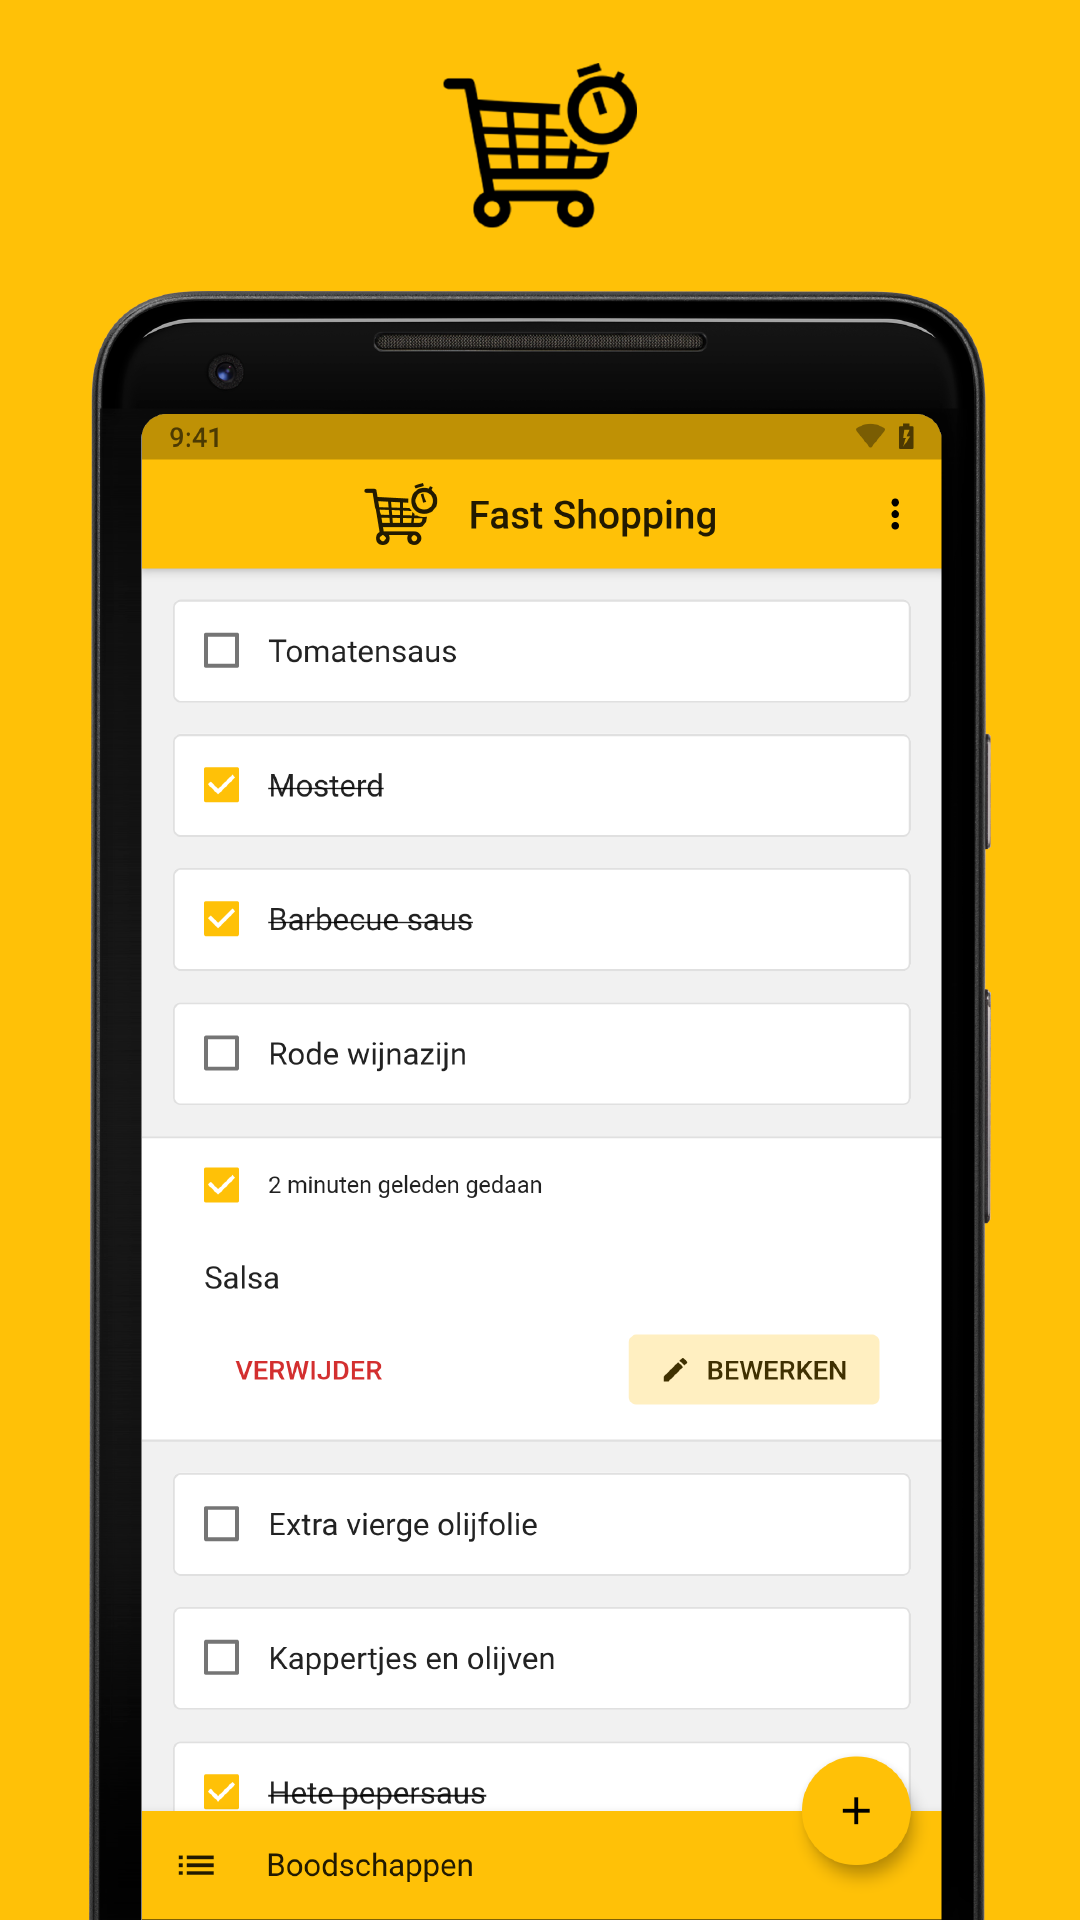 9:41
Fast Shopping
Tomatensaus
Mosterd
Barbecue saus
Rode wijnazijn
2 minuten geleden gedaan
Salsa
VERWIJDER
BEWERKEN
Extra vierge olijfolie
Kappertjes en olijven
Hete pepersaus
Boodschappen